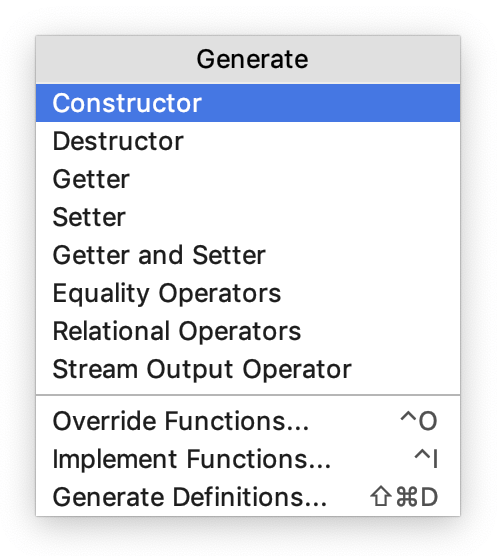 Generate
Constructor
Destructor
Getter
Setter
Getter and Setter
Equality Operators
Relational Operators
Stream Output Operator
Override Functions... ^O
Implement Functions... ^I
Generate Definitions... ⇧⌘D